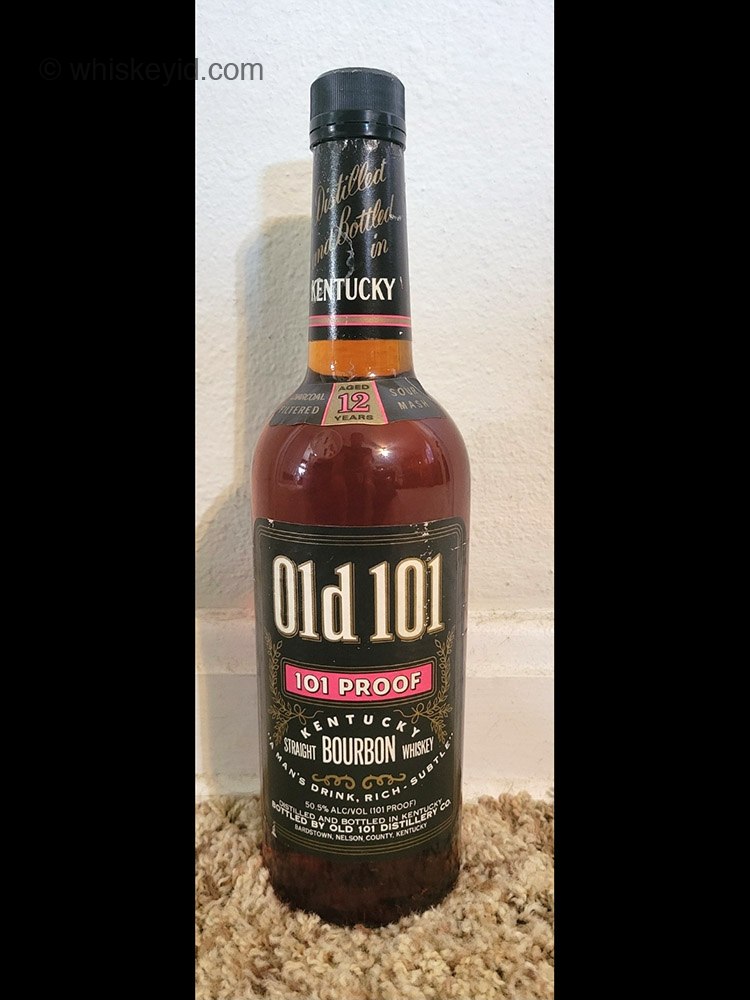 © whiskeyid.com
Distilled
and Bottled
in
KENTUCKY
CHARCOAL
FILTERED
AGED
12
YEARS
SOUR
MASH
Old 101
101 PROOF
KENTUCKY
STRAIGHT BOURBON WHISKEY
"A MAN'S DRINK, RICH-SUBTLE"
50.5% ALC/VOL (101 PROOF)
DISTILLED AND BOTTLED IN KENTUCKY
BOTTLED BY OLD 101 DISTILLERY CO.
BARDSTOWN, NELSON COUNTY, KENTUCKY